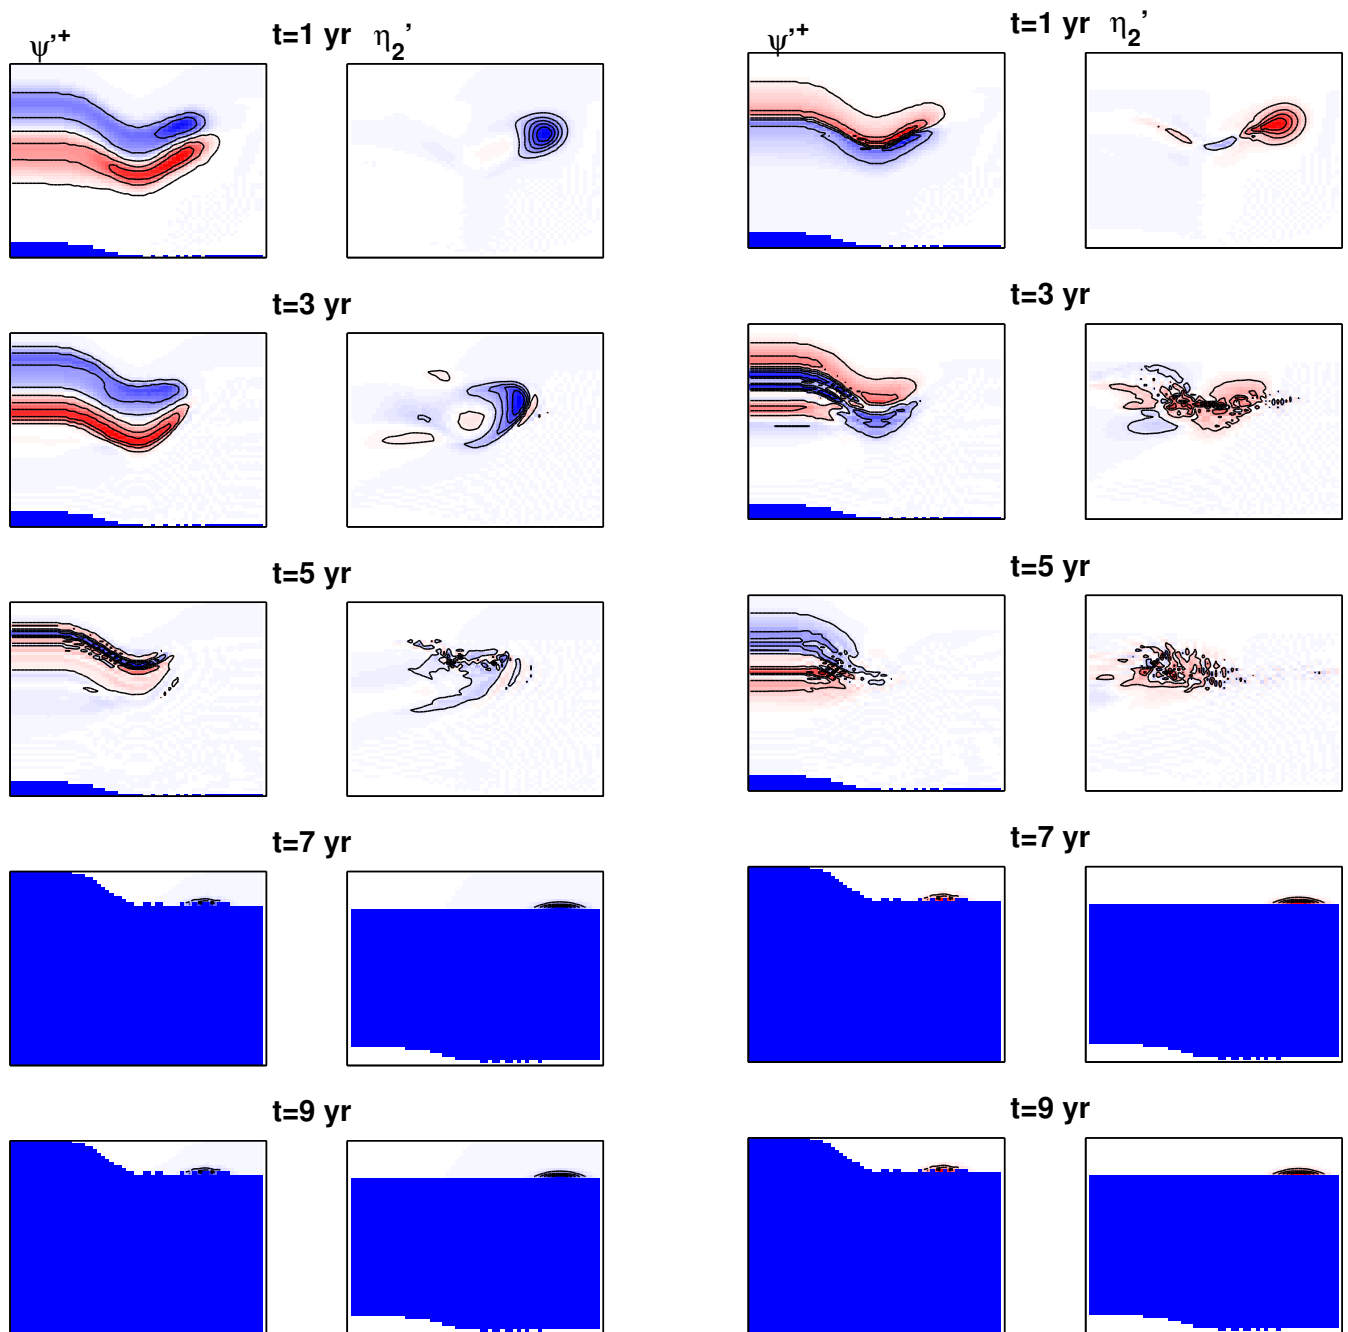 ψ'+ t=1 yr η2' ψ'+ t=1 yr η2'
t=3 yr t=3 yr
t=5 yr t=5 yr
t=7 yr t=7 yr
t=9 yr t=9 yr